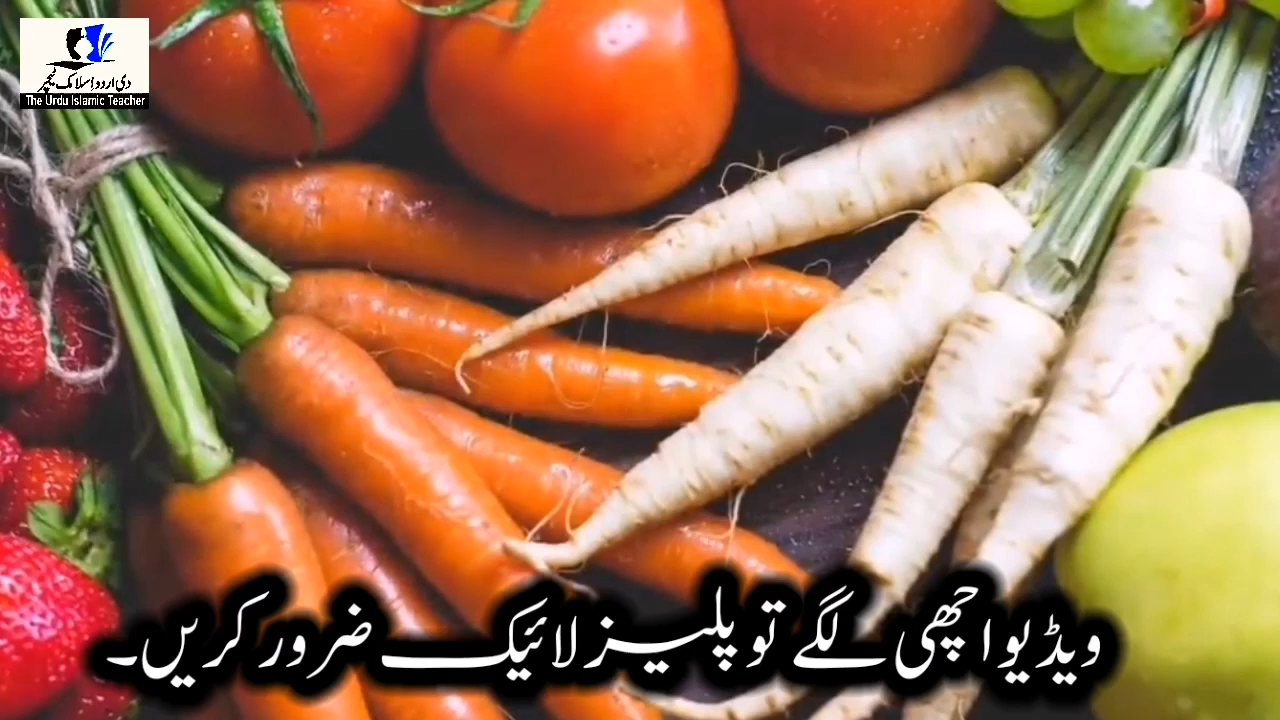 دی اردو اسلامک ٹیچر
The Urdu Islamic Teacher
ویڈیو اچھی لگے تو پلیز لائیک ضرور کریں۔